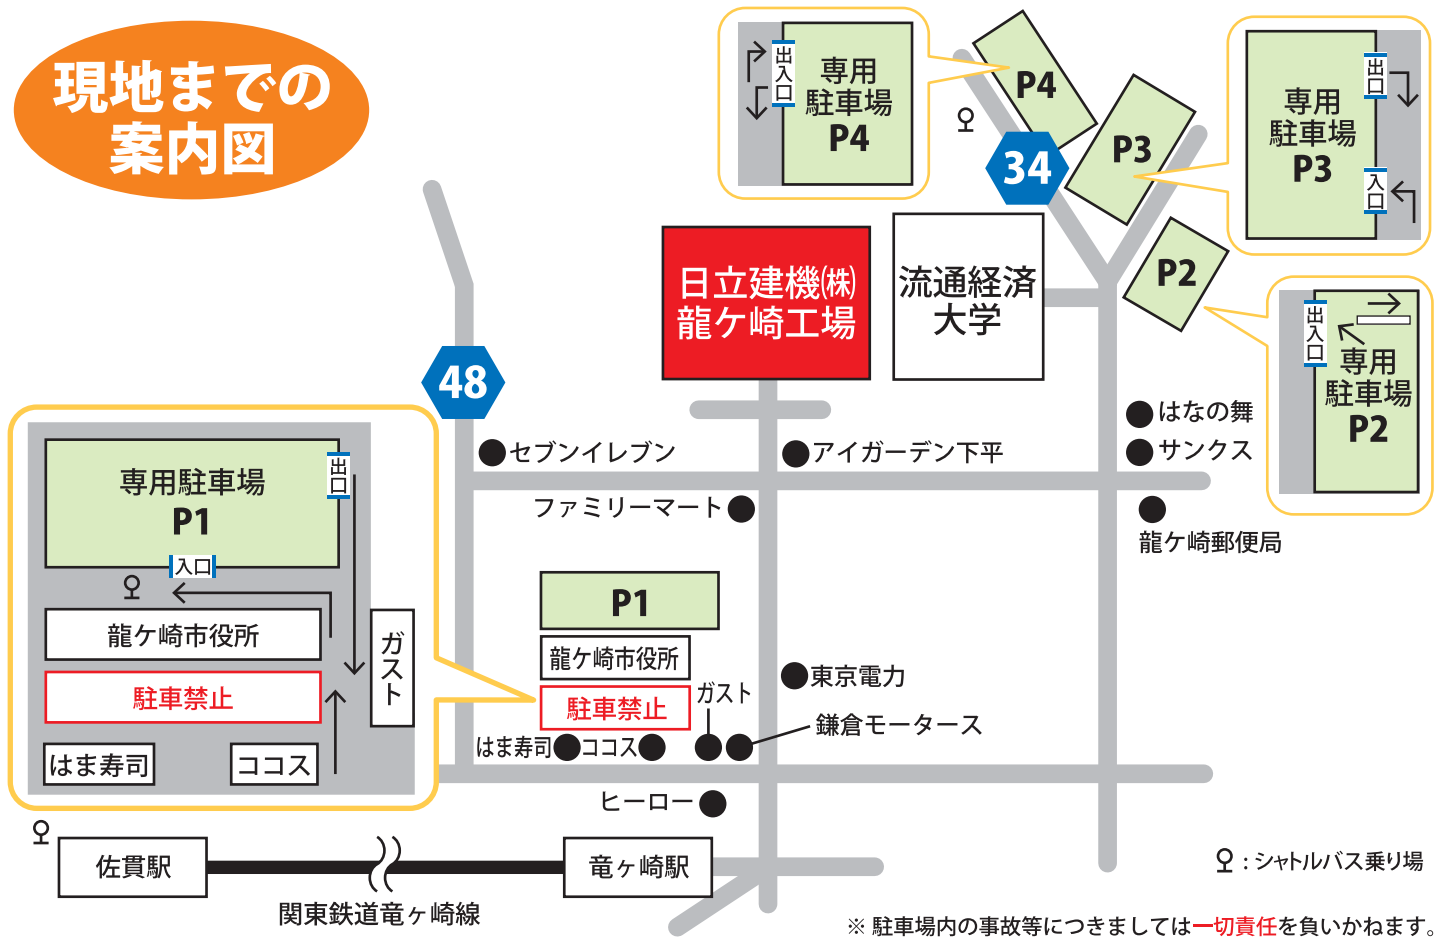 現地までの
案内図
出入口
専用
駐車場
P4
P4
P3
34
出口
専用
駐車場
P3
入口
日立建機㈱
龍ケ崎工場
流通経済
大学
P2
出入口
専用
駐車場
P2
48
セブンイレブン
アイガーデン下平
はなの舞
サンクス
ファミリーマート
龍ケ崎郵便局
専用駐車場
P1
出口
入口
龍ケ崎市役所
駐車禁止
ガスト
はま寿司
ココス
P1
龍ケ崎市役所
駐車禁止
ガスト
東京電力
鎌倉モータース
はま寿司
ココス
ヒーロー
佐貫駅
竜ヶ崎駅
関東鉄道竜ヶ崎線
：シャトルバス乗り場
※ 駐車場内の事故等につきましては一切責任を負いかねます。